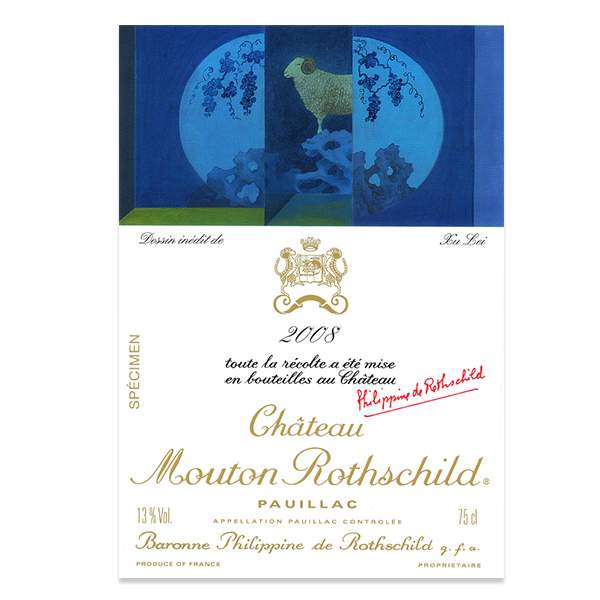 Dessin inédit de Xu Lei
2008
toute la récolte a été mise
en bouteilles au Château
Philippine de Rothschild
SPÉCIMEN
Château
Mouton Rothschild®
PAUILLAC
13% Vol. APPELLATION PAUILLAC CONTROLÉE 75 cl
Baronne Philippine de Rothschild g. f. a.
PRODUCE OF FRANCE PROPRIETAIRE